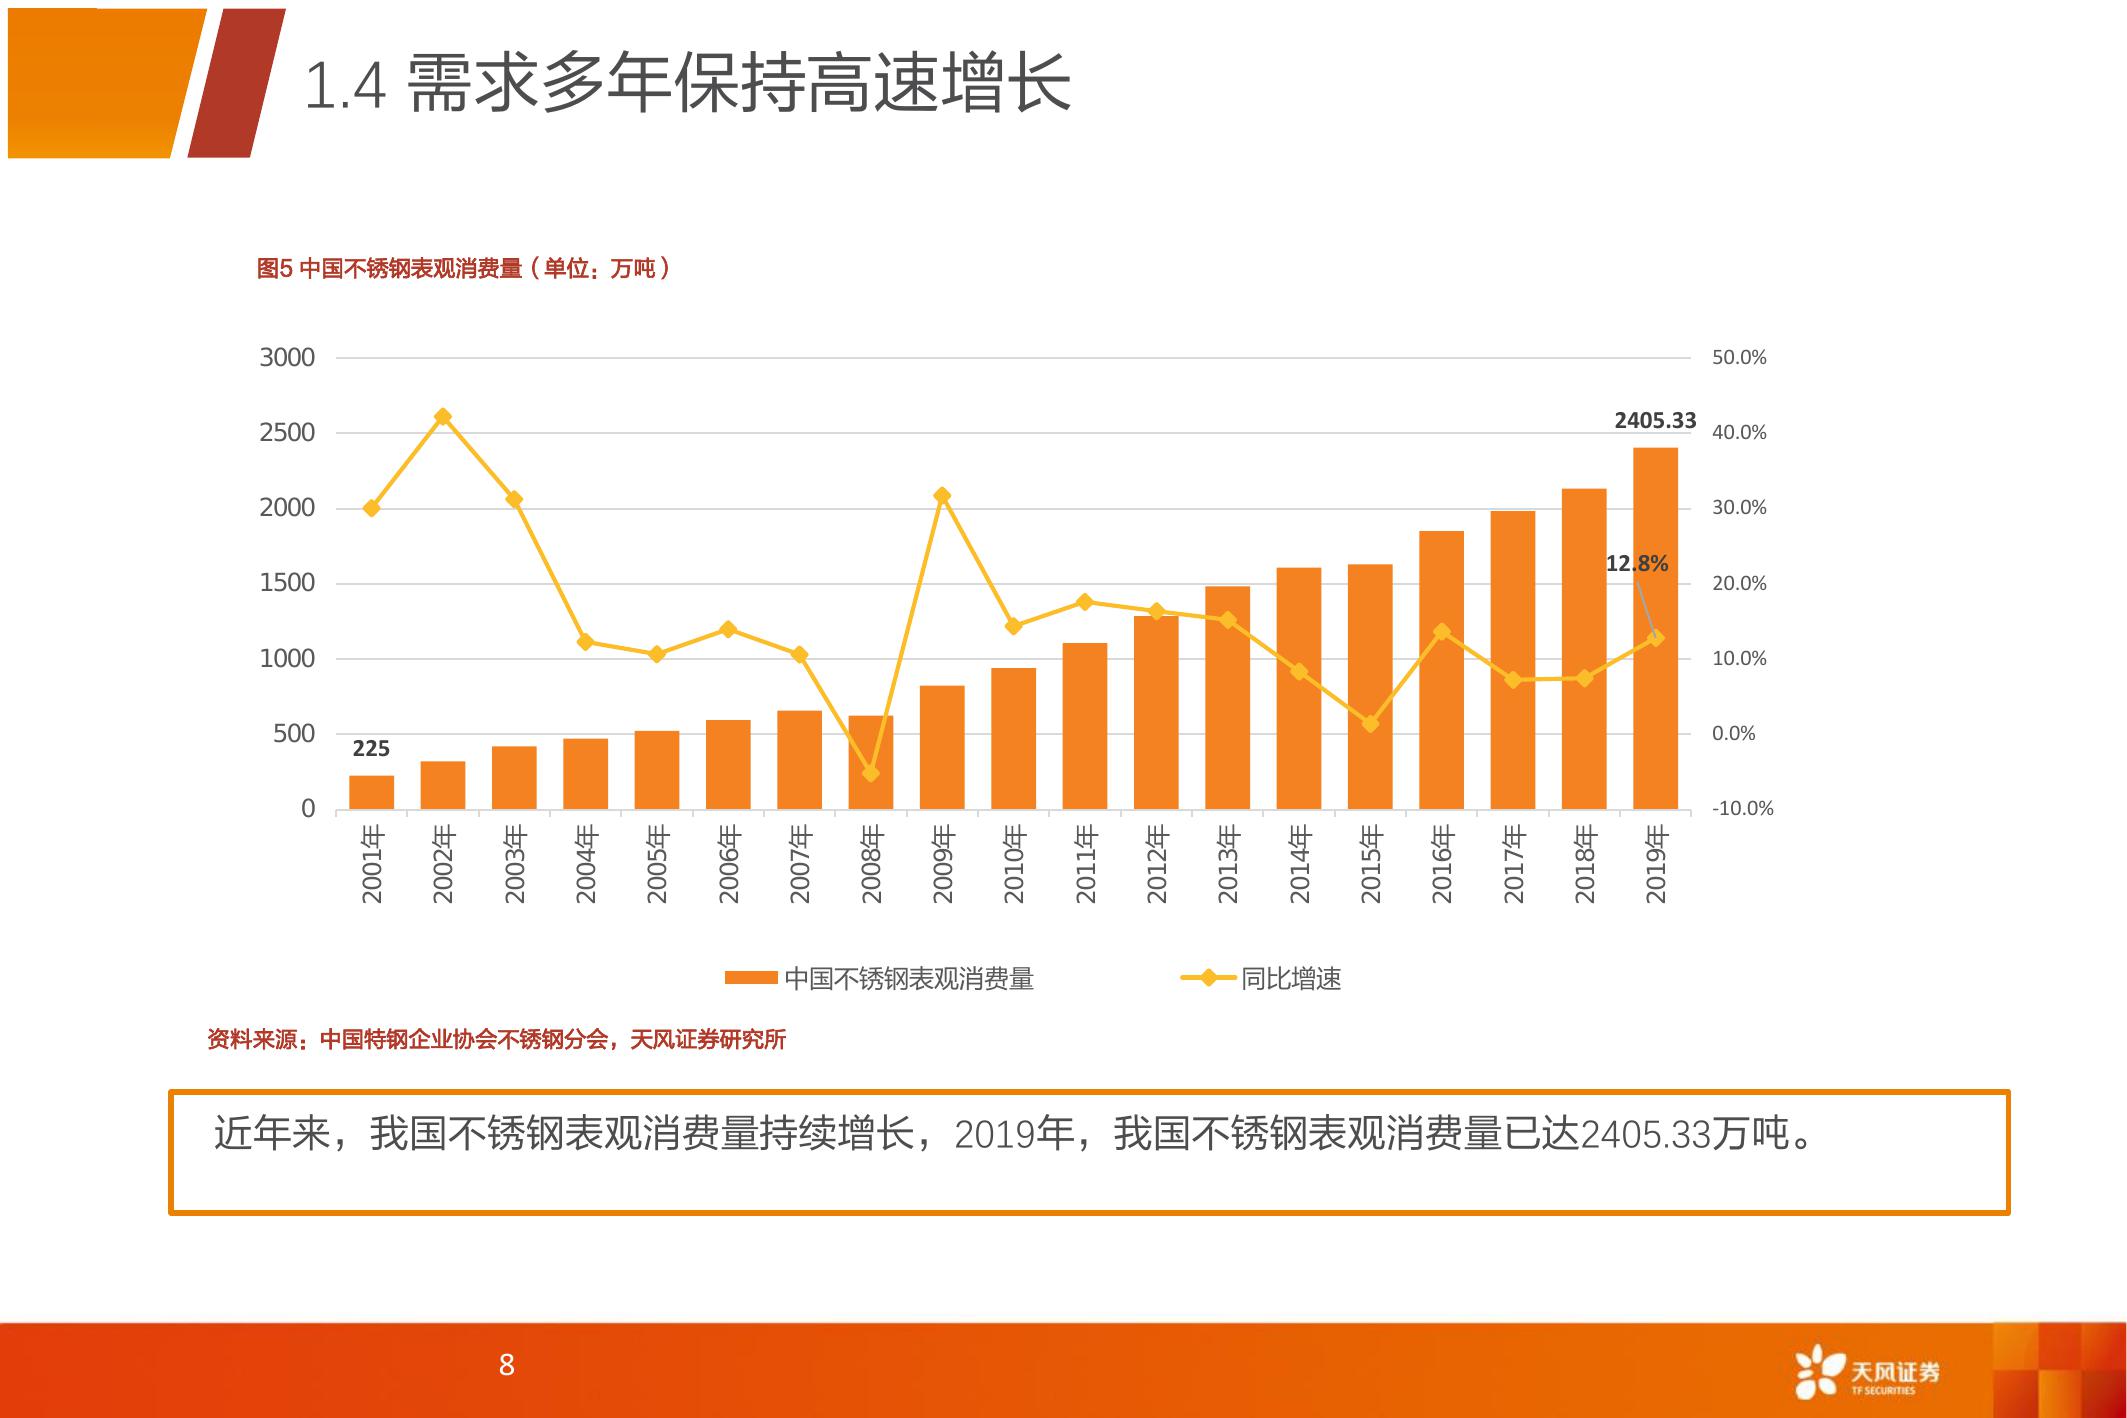 1.4 需求多年保持高速增长
图5 中国不锈钢表观消费量（单位：万吨）
3000
2500
2000
1500
1000
500
0
50.0%
40.0%
30.0%
20.0%
10.0%
0.0%
-10.0%
225
2405.33
12.8%
2001年
2002年
2003年
2004年
2005年
2006年
2007年
2008年
2009年
2010年
2011年
2012年
2013年
2014年
2015年
2016年
2017年
2018年
2019年
中国不锈钢表观消费量
同比增速
资料来源：中国特钢企业协会不锈钢分会，天风证券研究所
近年来，我国不锈钢表观消费量持续增长，2019年，我国不锈钢表观消费量已达2405.33万吨。
8
天风证券
TF SECURITIES